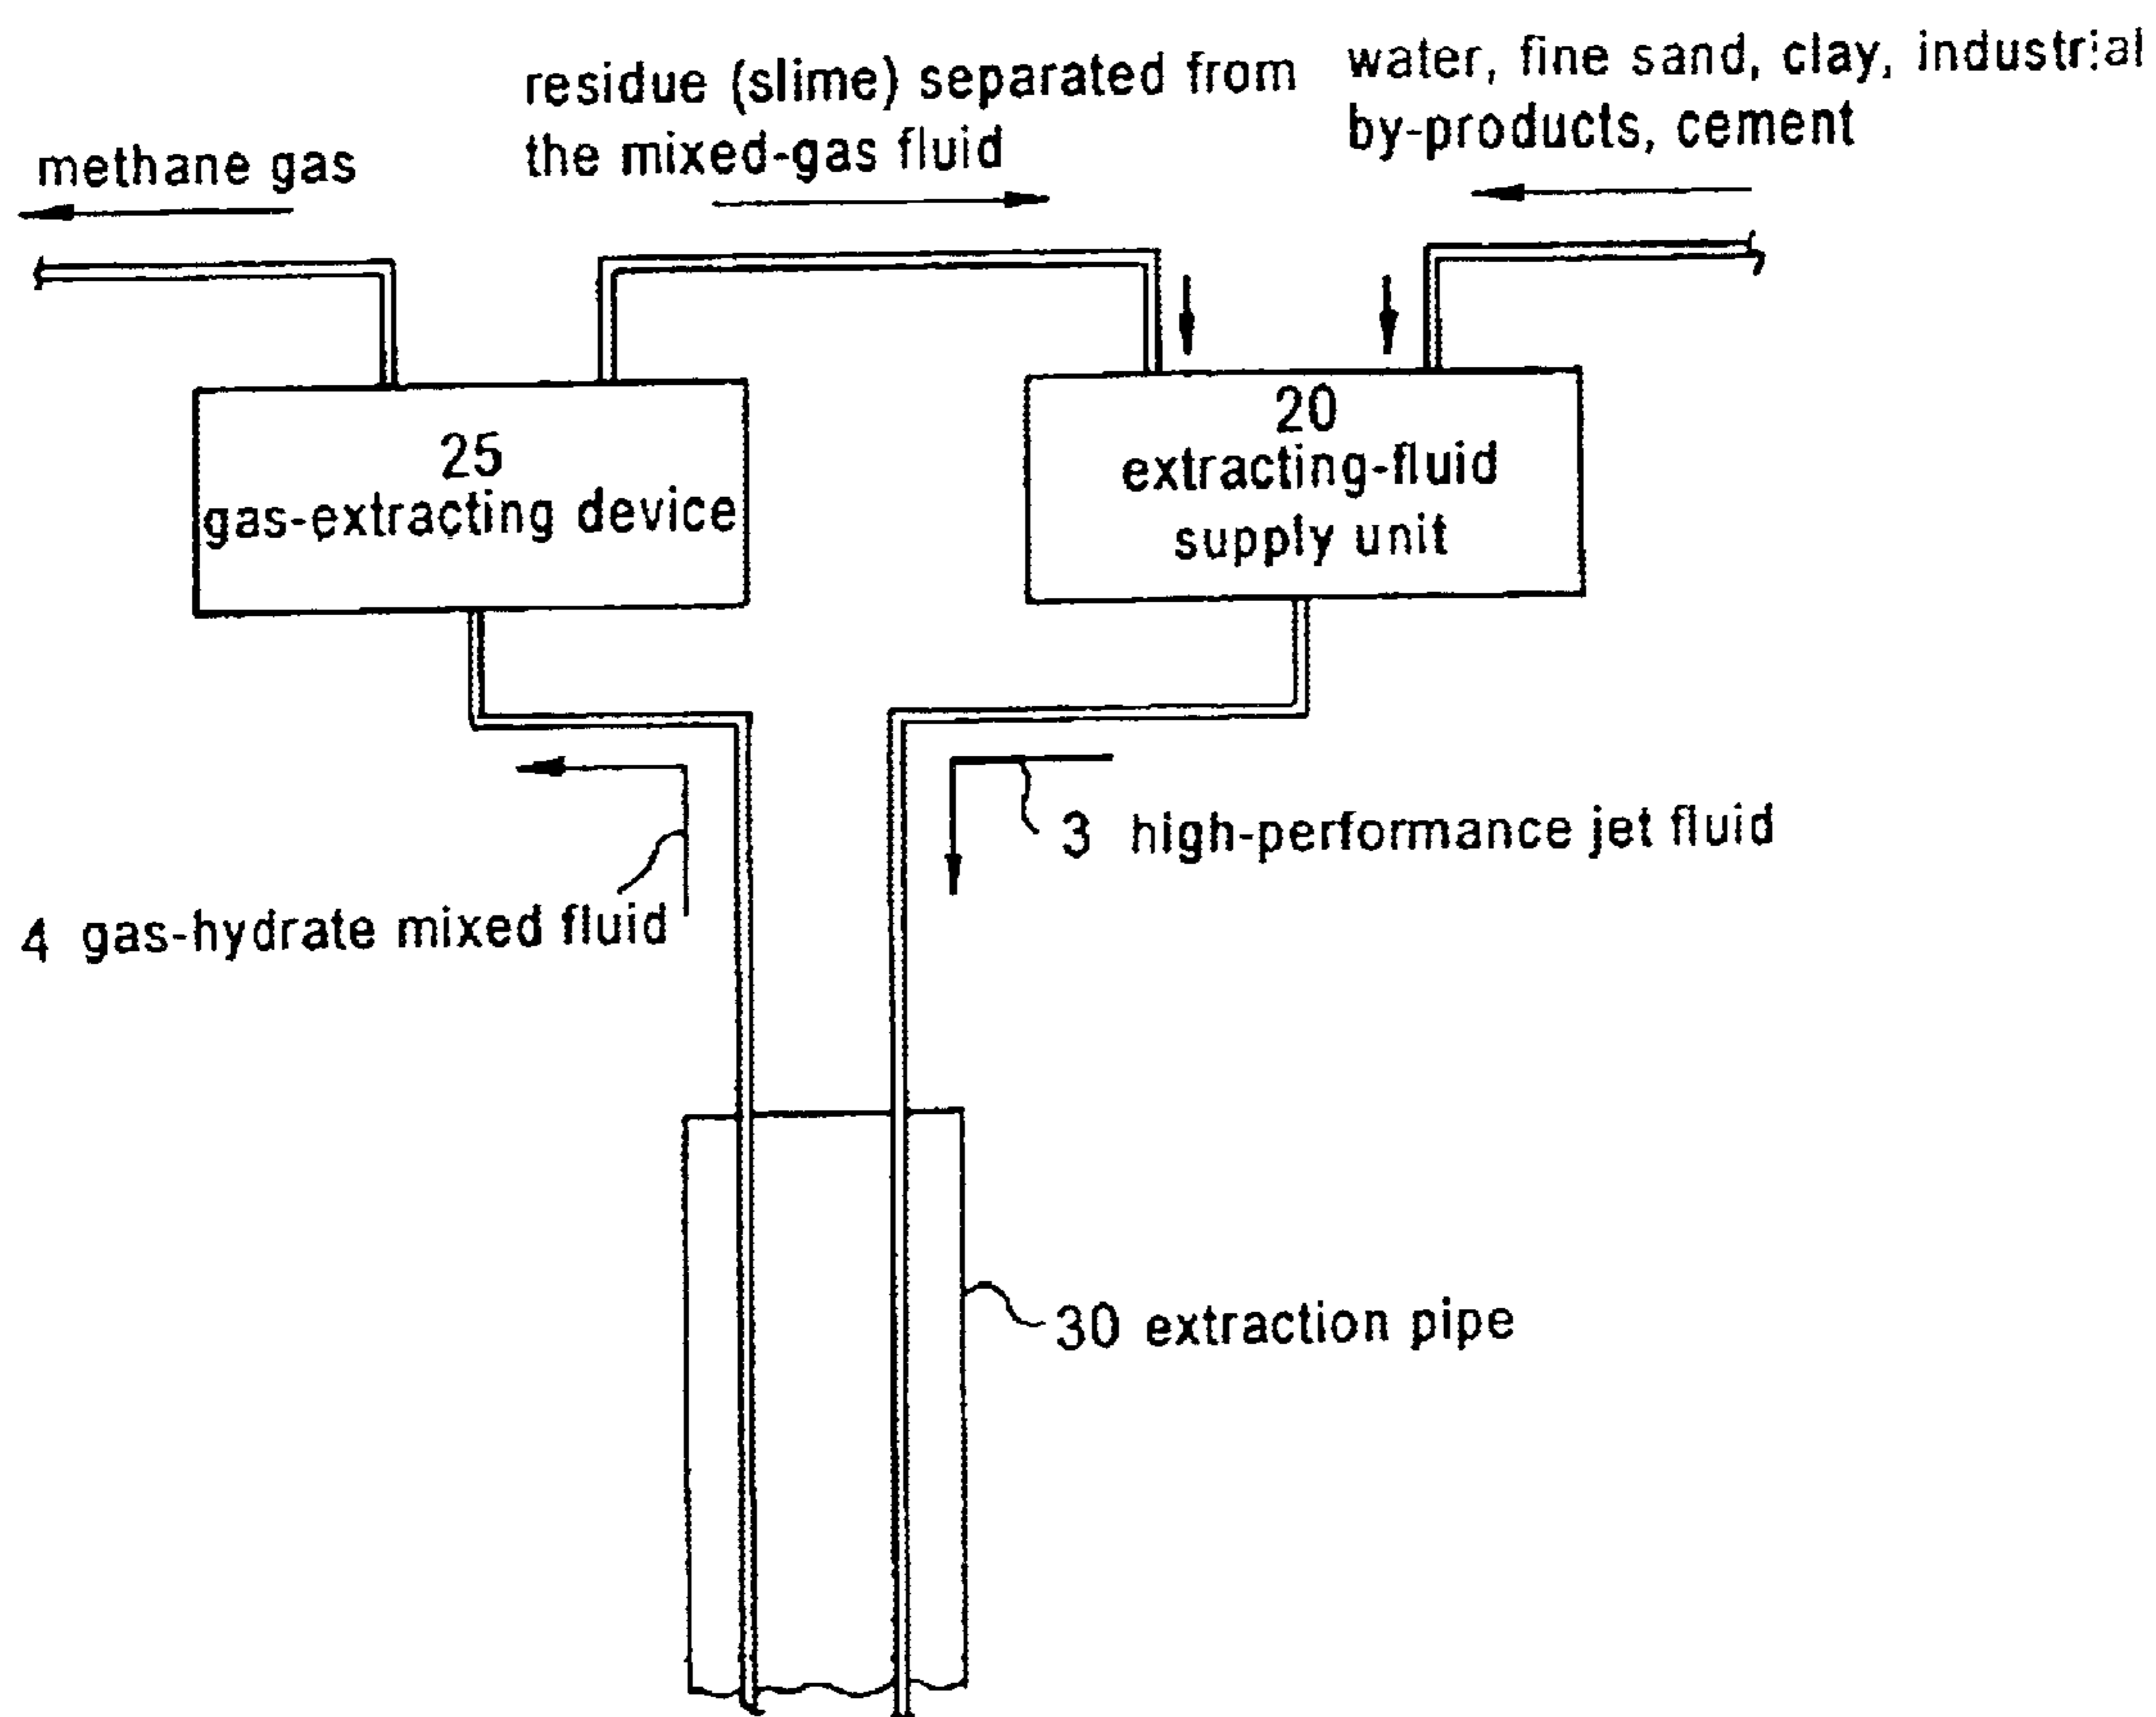 methane gas
residue (slime) separated from
the mixed-gas fluid
water, fine sand, clay, industrial
by-products, cement
25
gas-extracting device
20
extracting-fluid
supply unit
3 high-performance jet fluid
4 gas-hydrate mixed fluid
30 extraction pipe